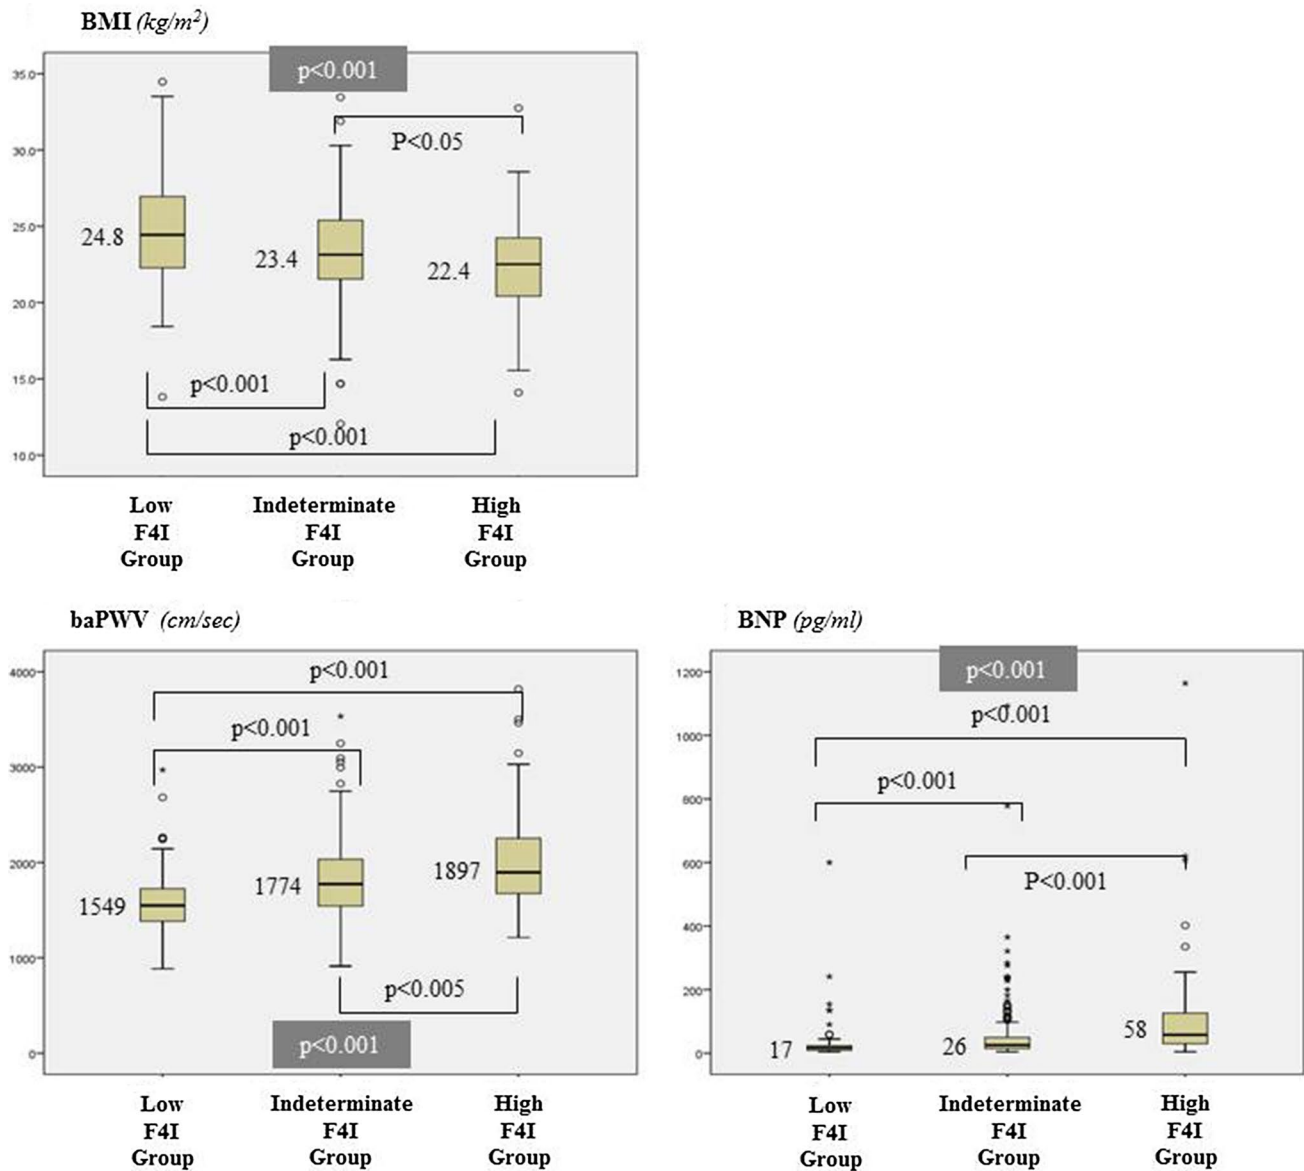 BMI (kg/m²)
p<0.001
35.0
30.0
P<0.05
25.0
24.8
23.4
22.4
20.0
15.0
p<0.001
p<0.001
10.0
Low Indeterminate High
F4I F4I F4I
Group Group Group
baPWV (cm/sec)
4000
p<0.001
p<0.001
3000
2000
1549
1774
1897
1000
p<0.005
p<0.001
0
Low Indeterminate High
F4I F4I F4I
Group Group Group
BNP (pg/ml)
p<0.001
1200
p<0.001
1000
p<0.001
800
600
P<0.001
400
200
17
26
58
0
Low Indeterminate High
F4I F4I F4I
Group Group Group